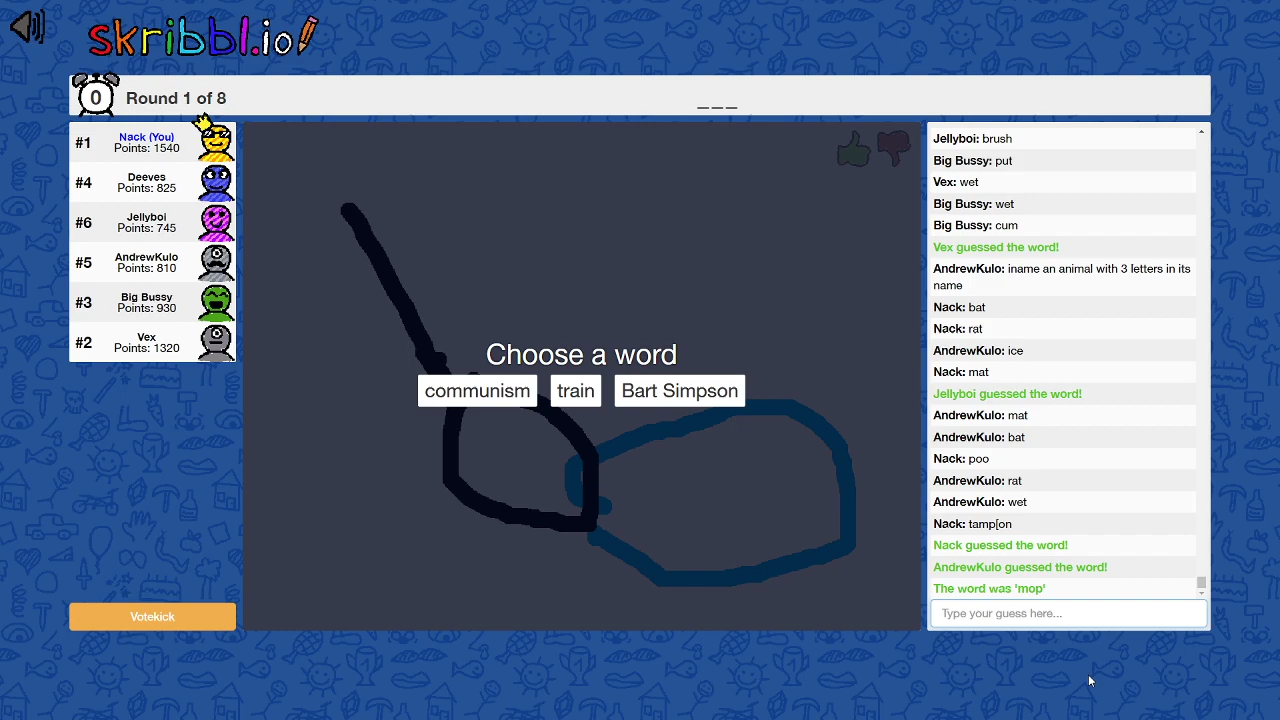 skribbl.io
0
Round 1 of 8
_ _ _
#1
Nack (You)
Points: 1540
#4
Deeves
Points: 825
#6
Jellyboi
Points: 745
#5
AndrewKulo
Points: 810
#3
Big Bussy
Points: 930
#2
Vex
Points: 1320
Votekick
Choose a word
communism
train
Bart Simpson
Jellyboi: brush
Big Bussy: put
Vex: wet
Big Bussy: wet
Big Bussy: cum
Vex guessed the word!
AndrewKulo: iname an animal with 3 letters in its
name
Nack: bat
Nack: rat
AndrewKulo: ice
Nack: mat
Jellyboi guessed the word!
AndrewKulo: mat
AndrewKulo: bat
Nack: poo
AndrewKulo: rat
AndrewKulo: wet
Nack: tamp[on
Nack guessed the word!
AndrewKulo guessed the word!
The word was 'mop'
Type your guess here...